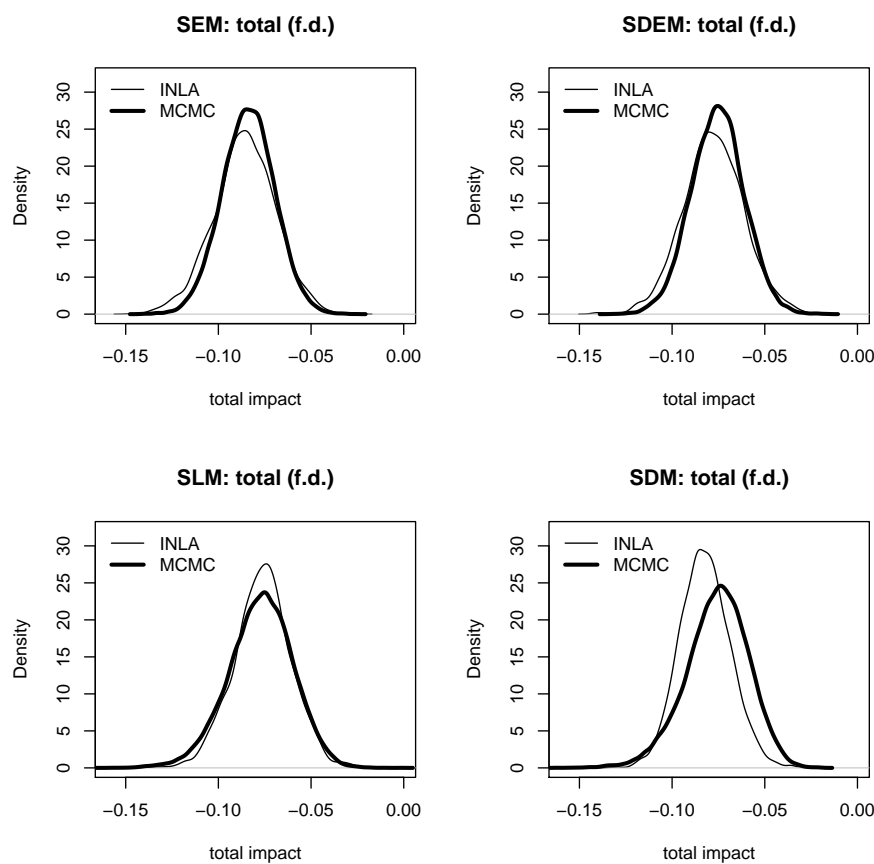 SEM: total (f.d.)
INLA
MCMC
Density
0 5 10 15 20 25 30
−0.15 −0.10 −0.05 0.00
total impact
SDEM: total (f.d.)
INLA
MCMC
Density
0 5 10 15 20 25 30
−0.15 −0.10 −0.05 0.00
total impact
SLM: total (f.d.)
INLA
MCMC
Density
0 5 10 15 20 25 30
−0.15 −0.10 −0.05 0.00
total impact
SDM: total (f.d.)
INLA
MCMC
Density
0 5 10 15 20 25 30
−0.15 −0.10 −0.05 0.00
total impact